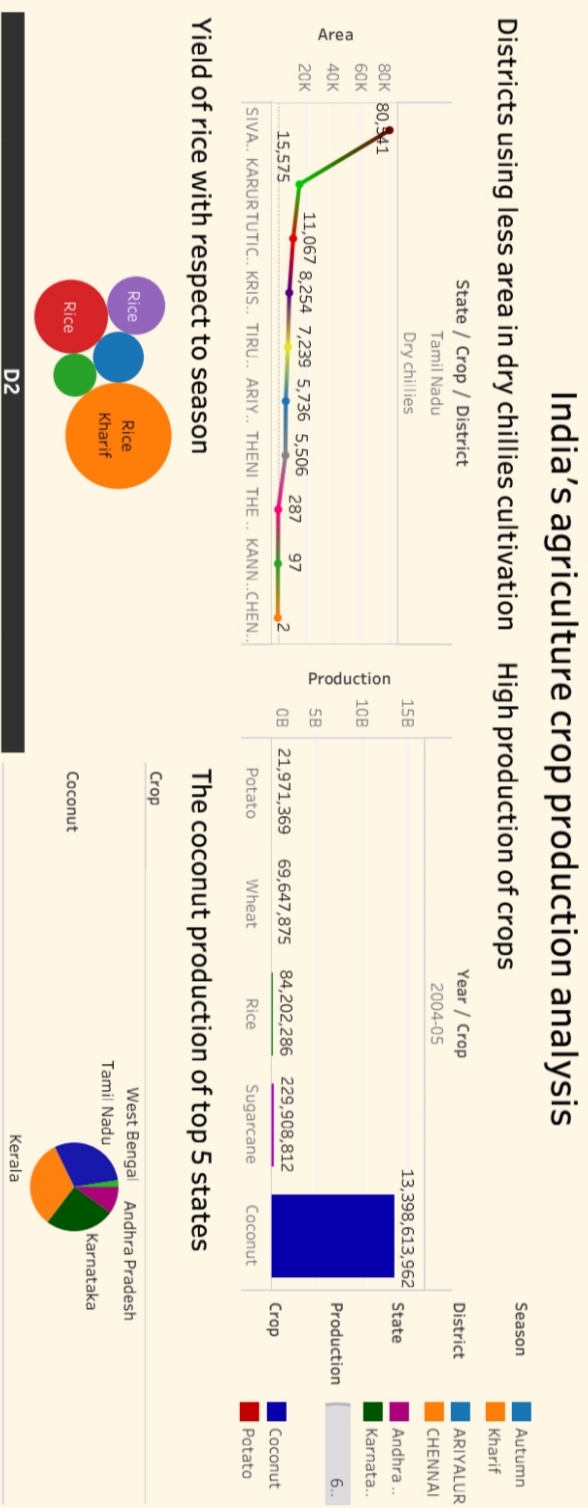 India's agriculture crop production analysis
Districts using less area in dry chillies cultivation
State / Crop / District
Tamil Nadu
Dry chillies
Area
80K
60K
40K
20K
80,541
15,575
11,067
8,254
7,239
5,736
5,506
287
97
2
SIVA.. KARUR TUTIC.. KRIS.. TIRU.. ARIY.. THENI THE .. KANN.. CHEN..
High production of crops
Year / Crop
2004-05
Production
15B
10B
5B
0B
21,971,369
69,647,875
84,202,286
229,908,812
13,398,613,962
Potato Wheat Rice Sugarcane Coconut
Season
Autumn
Kharif
District
ARIYALUR
CHENNAI
State
Andhra ..
Karnata..
Production
6..
Crop
Coconut
Potato
Yield of rice with respect to season
Rice
Rice
Kharif
Rice
D2
The coconut production of top 5 states
Crop
Coconut
West Bengal
Andhra Pradesh
Tamil Nadu
Karnataka
Kerala